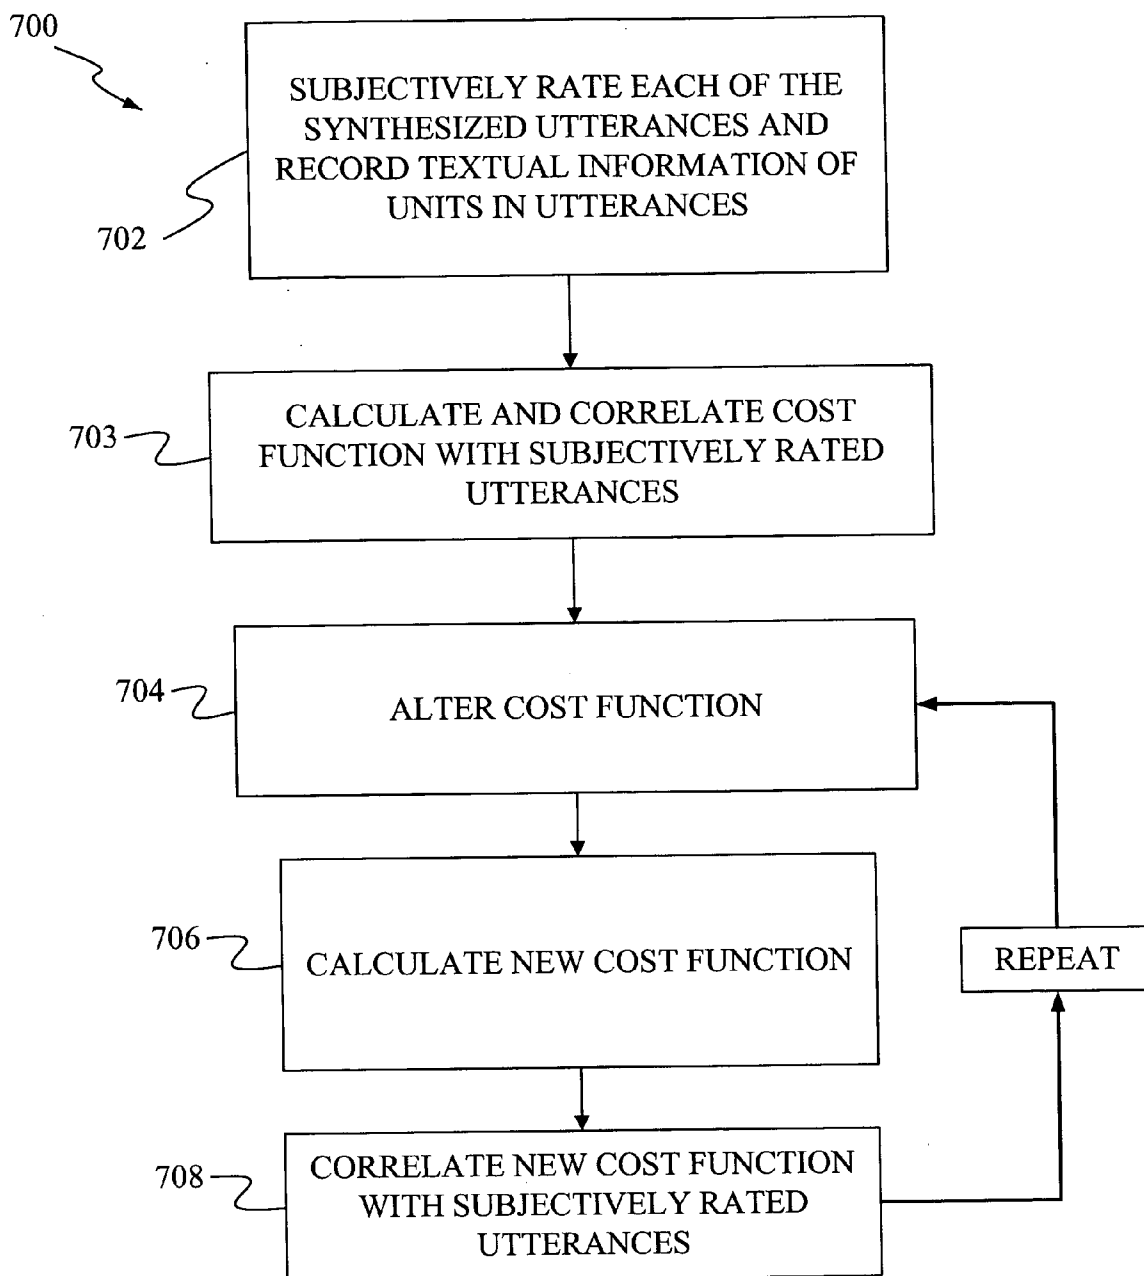 700
SUBJECTIVELY RATE EACH OF THE
SYNTHESIZED UTTERANCES AND
RECORD TEXTUAL INFORMATION OF
UNITS IN UTTERANCES
702
CALCULATE AND CORRELATE COST
FUNCTION WITH SUBJECTIVELY RATED
UTTERANCES
703
ALTER COST FUNCTION
704
CALCULATE NEW COST FUNCTION
706
REPEAT
CORRELATE NEW COST FUNCTION
WITH SUBJECTIVELY RATED
UTTERANCES
708